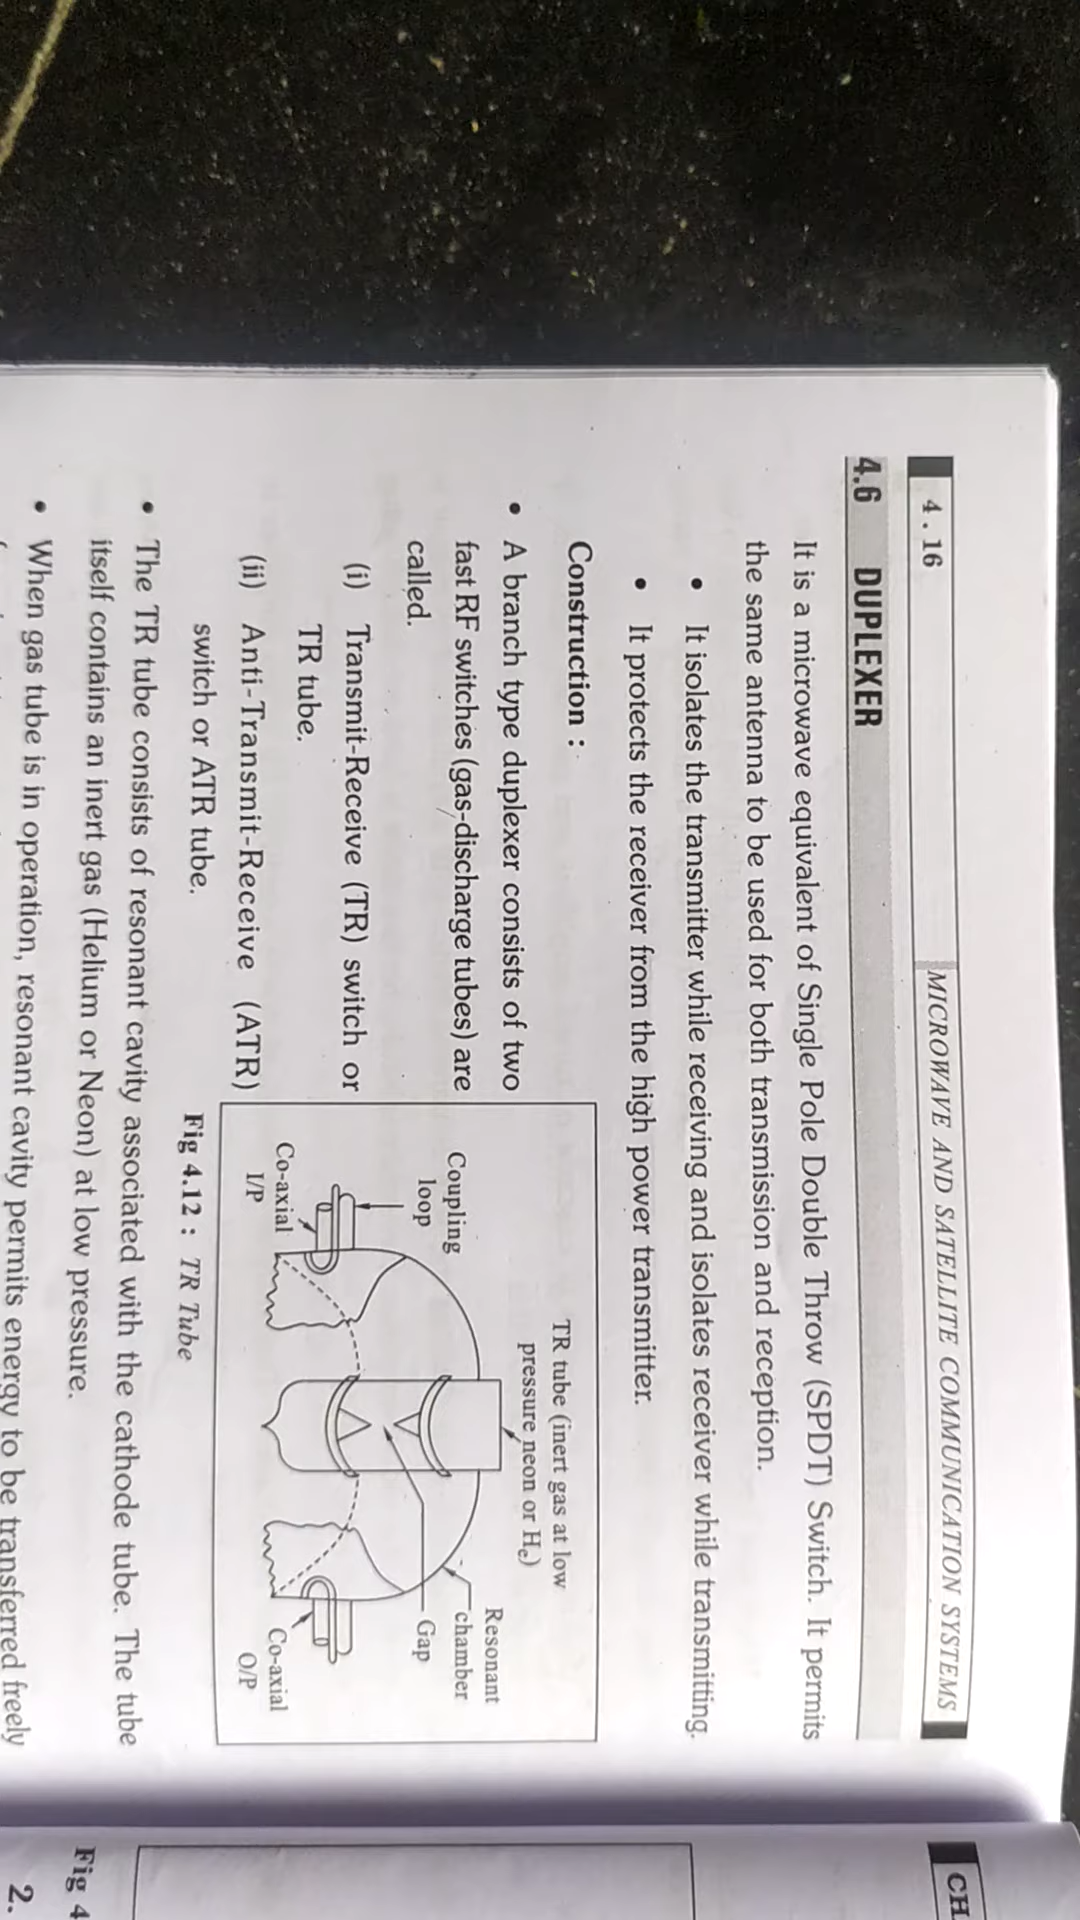 4.16 MICROWAVE AND SATELLITE COMMUNICATION SYSTEMS
4.6 DUPLEXER
It is a microwave equivalent of Single Pole Double Throw (SPDT) Switch. It permits
the same antenna to be used for both transmission and reception.
• It isolates the transmitter while receiving and isolates receiver while transmitting.
• It protects the receiver from the high power transmitter.
Construction :
• A branch type duplexer consists of two
fast RF switches (gas-discharge tubes) are
called.
(i) Transmit-Receive (TR) switch or
TR tube.
(ii) Anti-Transmit-Receive (ATR)
switch or ATR tube.
TR tube (inert gas at low
pressure neon or He)
Resonant
chamber
Coupling
loop
Gap
Co-axial
I/P
Co-axial
O/P
Fig 4.12 : TR Tube
• The TR tube consists of resonant cavity associated with the cathode tube. The tube
itself contains an inert gas (Helium or Neon) at low pressure.
• When gas tube is in operation, resonant cavity permits energy to be transferred freely
CH
Fig 4
2.